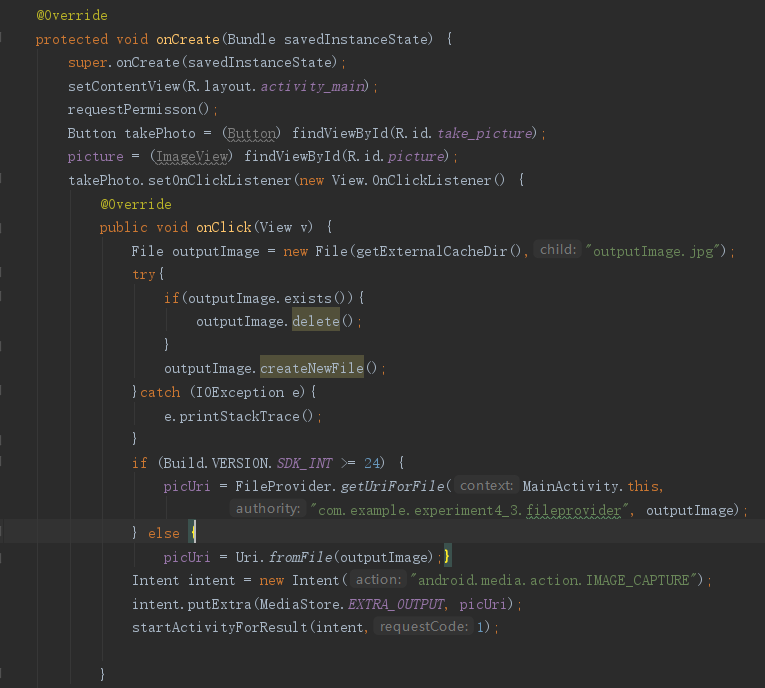 @Override
protected void onCreate(Bundle savedInstanceState) {
super.onCreate(savedInstanceState);
setContentView(R.layout.activity_main);
requestPermisson();
Button takePhoto = (Button) findViewById(R.id.take_picture);
picture = (ImageView) findViewById(R.id.picture);
takePhoto.setOnClickListener(new View.OnClickListener() {
@Override
public void onClick(View v) {
File outputImage = new File(getExternalCacheDir(), child: "outputImage.jpg");
try{
if(outputImage.exists()){
outputImage.delete();
}
outputImage.createNewFile();
}catch (IOException e){
e.printStackTrace();
}
if (Build.VERSION.SDK_INT >= 24) {
picUri = FileProvider.getUriForFile( context: MainActivity.this,
authority: "com.example.experiment4_3.fileprovider", outputImage);
} else {
picUri = Uri.fromFile(outputImage);}
Intent intent = new Intent( action: "android.media.action.IMAGE_CAPTURE");
intent.putExtra(MediaStore.EXTRA_OUTPUT, picUri);
startActivityForResult(intent, requestCode: 1);
}